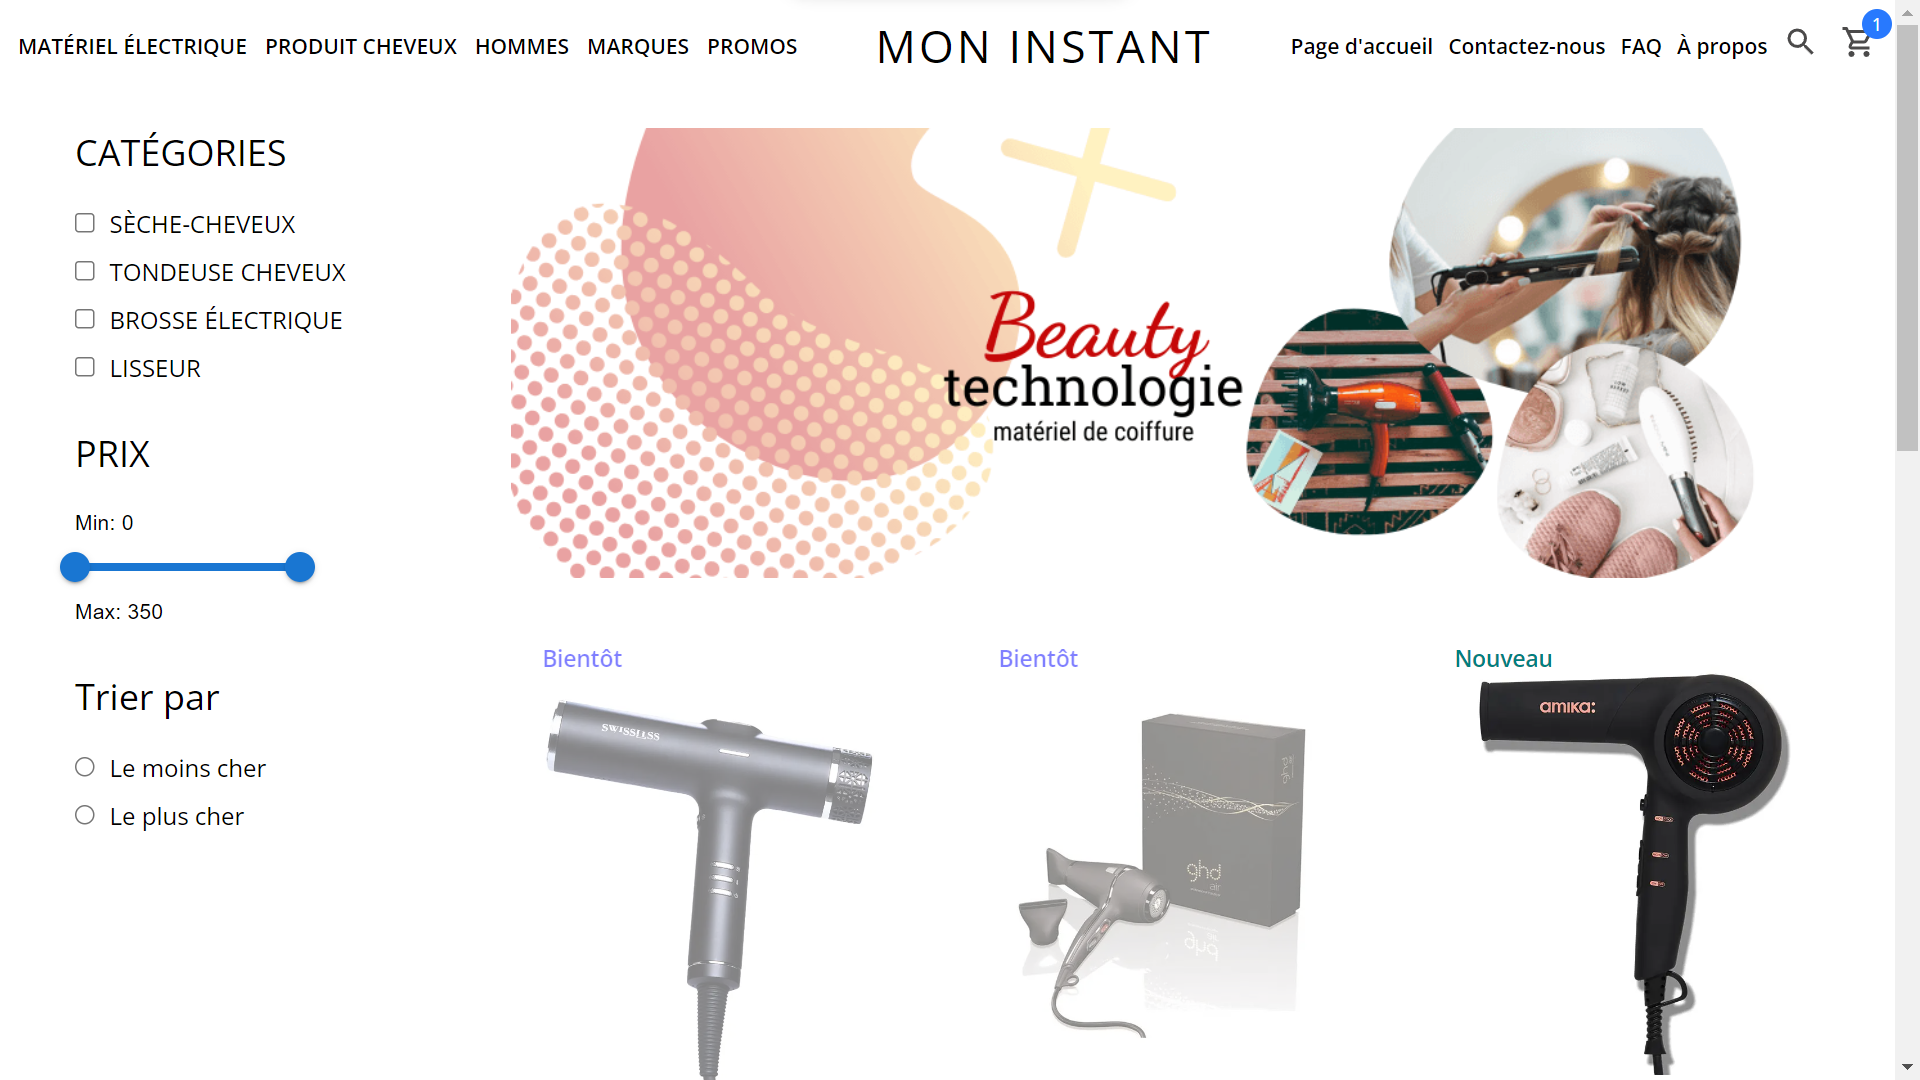 MATÉRIEL ÉLECTRIQUE PRODUIT CHEVEUX HOMMES MARQUES PROMOS MON INSTANT Page d'accueil Contactez-nous FAQ À propos 1
CATÉGORIES
SÈCHE-CHEVEUX
TONDEUSE CHEVEUX
BROSSE ÉLECTRIQUE
LISSEUR
PRIX
Min: 0
Max: 350
Trier par
Le moins cher
Le plus cher
Beauty
technologie
matériel de coiffure
Bientôt
Bientôt
Nouveau
SWISSLISS
ghd
ghd
air
amika: